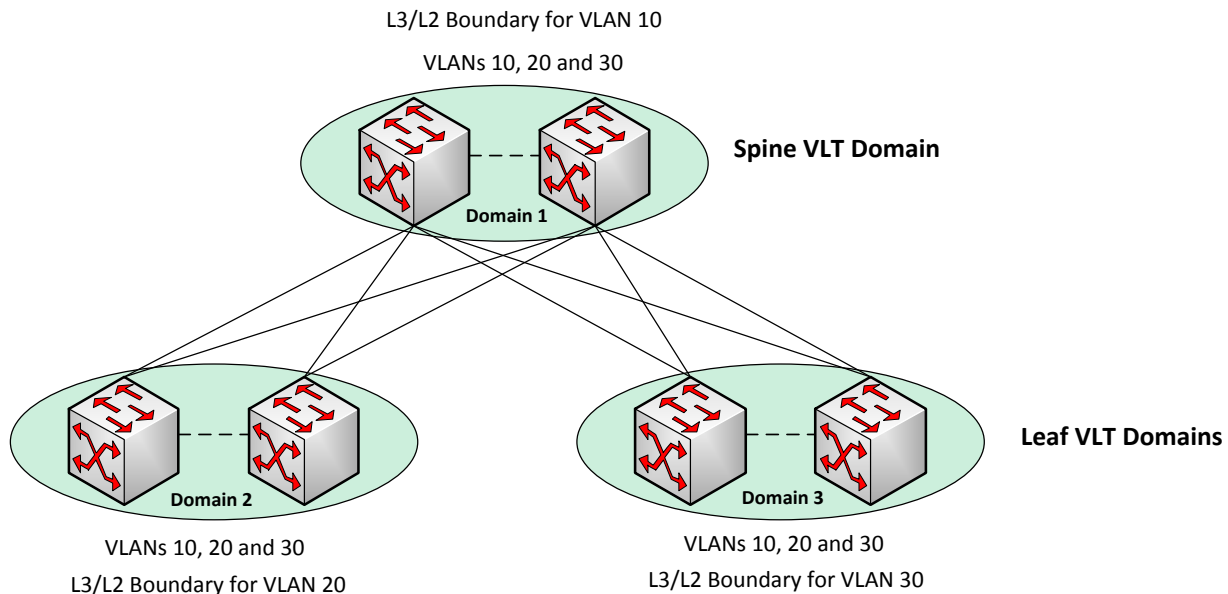 L3/L2 Boundary for VLAN 10
VLANs 10, 20 and 30
Spine VLT Domain
Domain 1
Leaf VLT Domains
Domain 2
Domain 3
VLANs 10, 20 and 30
L3/L2 Boundary for VLAN 20
VLANs 10, 20 and 30
L3/L2 Boundary for VLAN 30